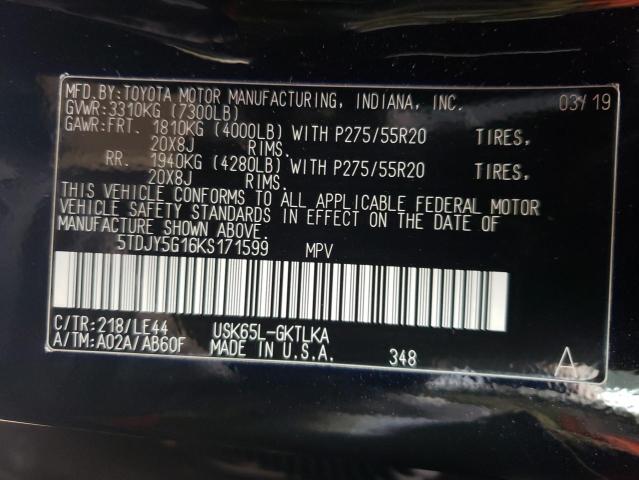 MFD.BY:TOYOTA MOTOR MANUFACTURING, INDIANA, INC. 03/19
GVWR:3310KG (7300LB)
GAWR:FRT. 1810KG (4000LB) WITH P275/55R20 TIRES,
20X8J RIMS.
RR. 1940KG (4280LB) WITH P275/55R20 TIRES,
20X8J RIMS.
THIS VEHICLE CONFORMS TO ALL APPLICABLE FEDERAL MOTOR
VEHICLE SAFETY STANDARDS IN EFFECT ON THE DATE OF
MANUFACTURE SHOWN ABOVE.
5TDJY5G16KS171599 MPV
C/TR:218/LE44 USK65L-GKTLKA
A/TM:A02A/AB60F MADE IN U.S.A. 348 A